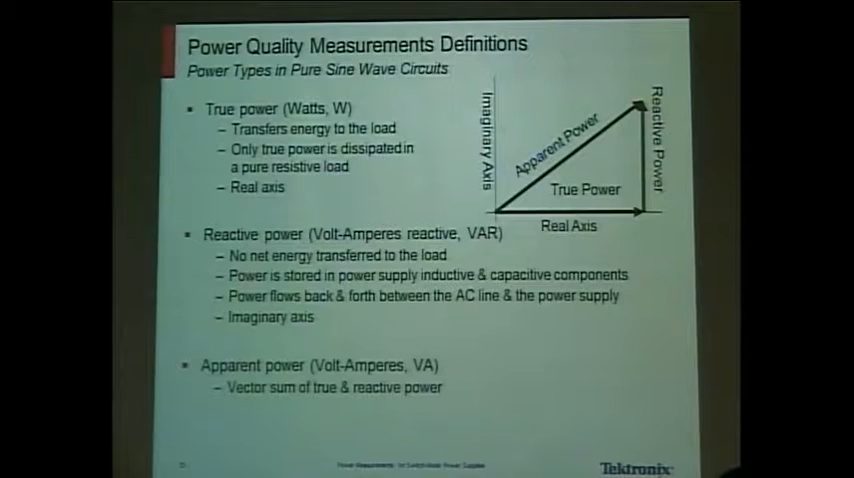 Power Quality Measurements Definitions
Power Types in Pure Sine Wave Circuits
▪ True power (Watts, W)
– Transfers energy to the load
– Only true power is dissipated in
a pure resistive load
– Real axis
Imaginary Axis
Apparent Power
True Power
Reactive Power
Real Axis
▪ Reactive power (Volt-Amperes reactive, VAR)
– No net energy transferred to the load
– Power is stored in power supply inductive & capacitive components
– Power flows back & forth between the AC line & the power supply
– Imaginary axis
▪ Apparent power (Volt-Amperes, VA)
– Vector sum of true & reactive power
Power Measurements Power Supplies
Tektronix